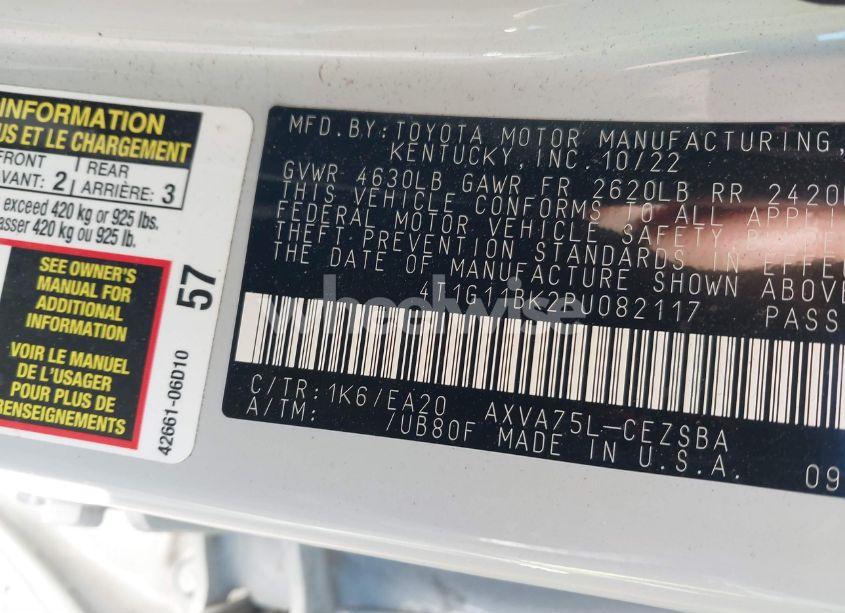 INFORMATION
US ET LE CHARGEMENT
FRONT
AVANT: 2
REAR
ARRIÈRE: 3
exceed 420 kg or 925 lbs.
asser 420 kg ou 925 lb.
SEE OWNER'S
MANUAL FOR
ADDITIONAL
INFORMATION
VOIR LE MANUEL
DE L'USAGER
POUR PLUS DE
RENSEIGNEMENTS
57
42661-06D10
MFD.BY:TOYOTA MOTOR MANUFACTURING,
KENTUCKY,INC. 10/22
GVWR 4630LB GAWR FR 2620LB RR 2420
THIS VEHICLE CONFORMS TO ALL APPLI
FEDERAL MOTOR VEHICLE SAFETY,
THEFT PREVENTION STANDARDS IN EFFE
THE DATE OF MANUFACTURE SHOWN ABOVE
4T1G11BK2PU082117 PASS
C/TR:1K6/EA20 AXVA75L-CEZSBA
A/TM: /UB80F MADE IN U.S.A. 09
wheelwise